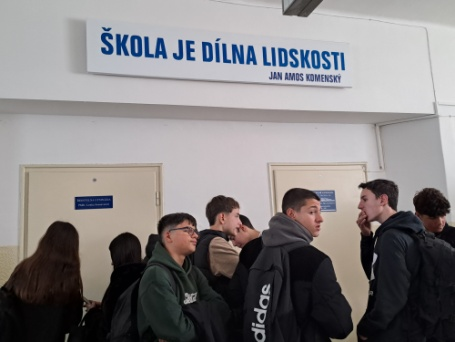 ŠKOLA JE DÍLNA LIDSKOSTI
JAN AMOS KOMENSKÝ
adidas